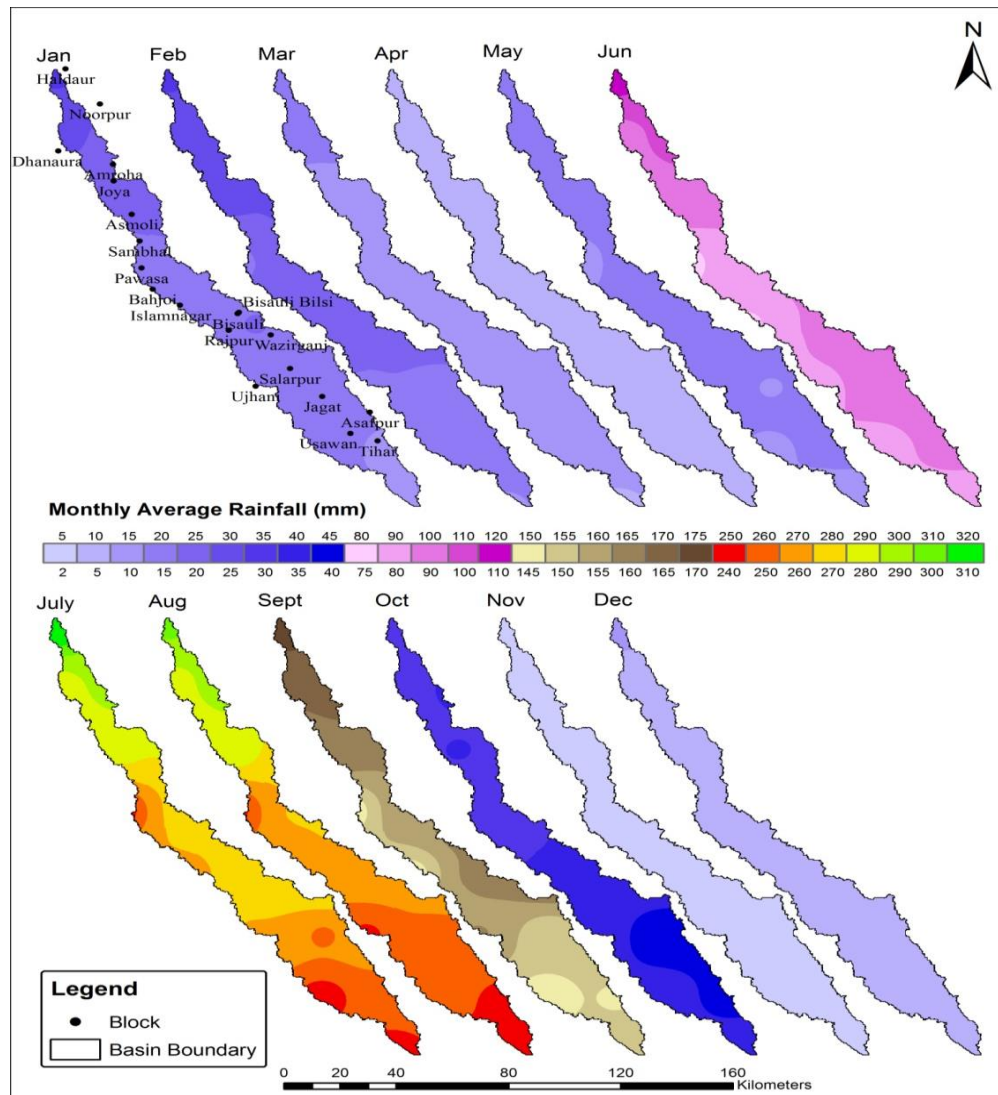 N
Jan Feb Mar Apr May Jun
Haldaur
Noorpur
Dhanaura
Amroha
Joya
Asmoli
Sambhal
Pawasa
Bahjoi
Islamnagar
Bisauli Bilsi
Bisauli
Rajpur
Wazirganj
Salarpur
Ujhani
Jagat
Asafpur
Usawan
Tihar
Monthly Average Rainfall (mm)
5 10 15 20 25 30 35 40 45 80 90 100 110 120 150 155 160 165 170 175 250 260 270 280 290 300 320
2 5 10 15 20 25 30 35 40 75 80 90 100 110 145 150 155 160 165 170 240 250 260 270 280 290 310
July Aug Sept Oct Nov Dec
Legend
Block
Basin Boundary
0 20 40 80 120 160
Kilometers